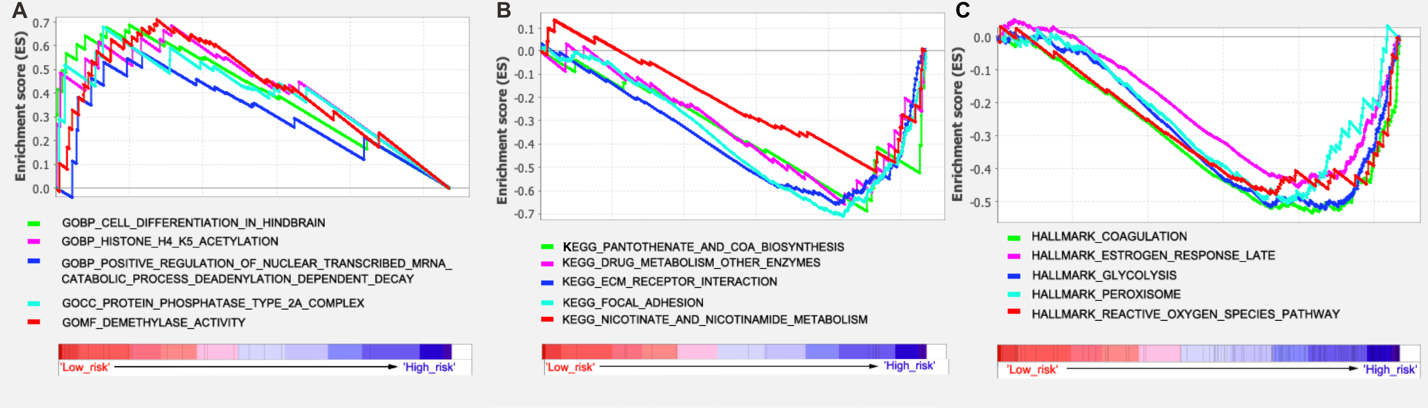 A
Enrichment score (ES)
0.7
0.6
0.5
0.4
0.3
0.2
0.1
0.0
GOBP_CELL_DIFFERENTIATION_IN_HINDBRAIN
GOBP_HISTONE_H4_K5_ACETYLATION
GOBP_POSITIVE_REGULATION_OF_NUCLEAR_TRANSCRIBED_MRNA_
CATABOLIC_PROCESS_DEADENYLATION_DEPENDENT_DECAY
GOCC_PROTEIN_PHOSPHATASE_TYPE_2A_COMPLEX
GOMF_DEMETHYLASE_ACTIVITY
'Low_risk' 'High_risk'
B
Enrichment score (ES)
0.1
0.0
-0.1
-0.2
-0.3
-0.4
-0.5
-0.6
-0.7
KEGG_PANTOTHENATE_AND_COA_BIOSYNTHESIS
KEGG_DRUG_METABOLISM_OTHER_ENZYMES
KEGG_ECM_RECEPTOR_INTERACTION
KEGG_FOCAL_ADHESION
KEGG_NICOTINATE_AND_NICOTINAMIDE_METABOLISM
'Low_risk' 'High_risk'
C
Enrichment score (ES)
0.0
-0.1
-0.2
-0.3
-0.4
-0.5
HALLMARK_COAGULATION
HALLMARK_ESTROGEN_RESPONSE_LATE
HALLMARK_GLYCOLYSIS
HALLMARK_PEROXISOME
HALLMARK_REACTIVE_OXYGEN_SPECIES_PATHWAY
'Low_risk' 'High_risk'